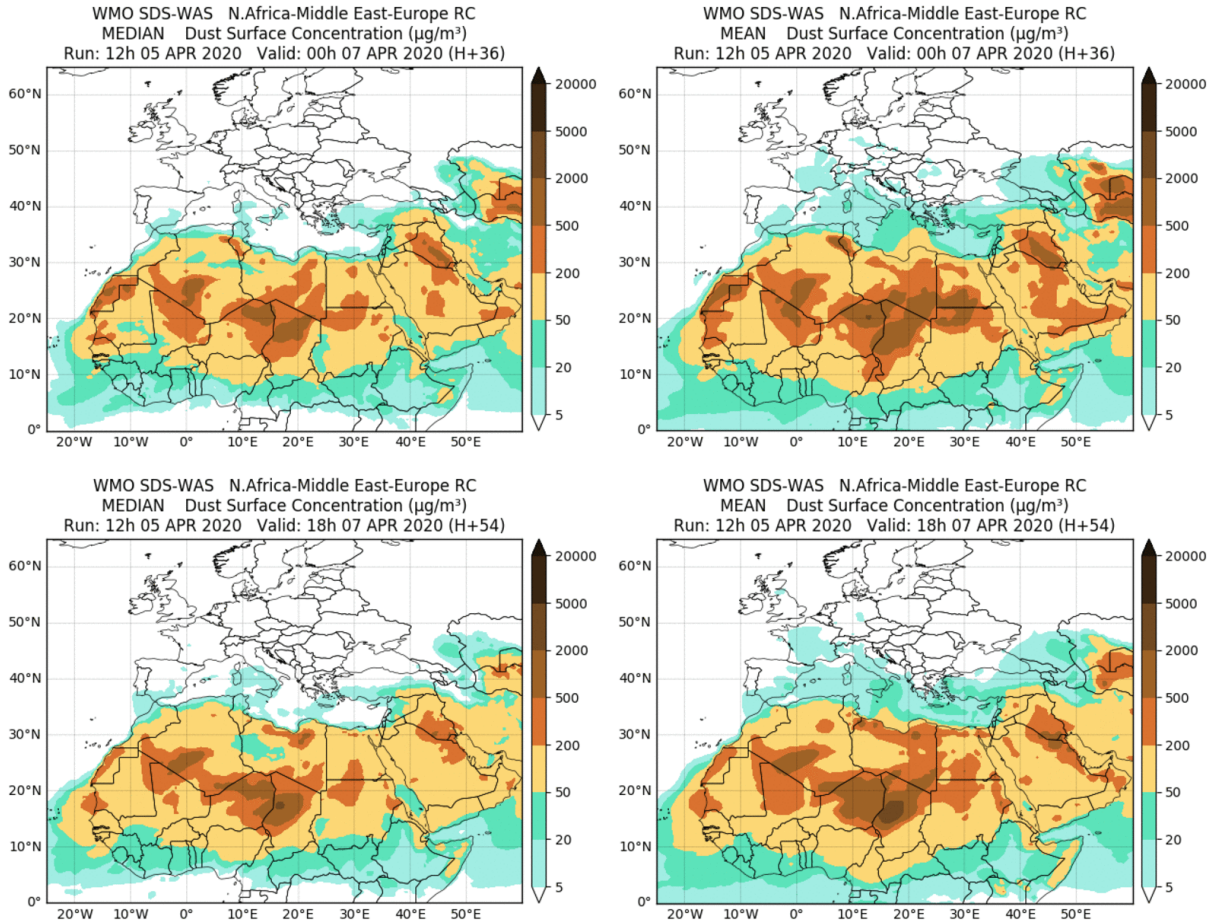 WMO SDS-WAS N.Africa-Middle East-Europe RC
MEDIAN Dust Surface Concentration (µg/m³)
Run: 12h 05 APR 2020 Valid: 00h 07 APR 2020 (H+36)
60°N
50°N
40°N
30°N
20°N
10°N
0°
20°W 10°W 0° 10°E 20°E 30°E 40°E 50°E
20000
5000
2000
500
200
50
20
5
WMO SDS-WAS N.Africa-Middle East-Europe RC
MEAN Dust Surface Concentration (µg/m³)
Run: 12h 05 APR 2020 Valid: 00h 07 APR 2020 (H+36)
60°N
50°N
40°N
30°N
20°N
10°N
0°
20°W 10°W 0° 10°E 20°E 30°E 40°E 50°E
20000
5000
2000
500
200
50
20
5
WMO SDS-WAS N.Africa-Middle East-Europe RC
MEDIAN Dust Surface Concentration (µg/m³)
Run: 12h 05 APR 2020 Valid: 18h 07 APR 2020 (H+54)
60°N
50°N
40°N
30°N
20°N
10°N
0°
20°W 10°W 0° 10°E 20°E 30°E 40°E 50°E
20000
5000
2000
500
200
50
20
5
WMO SDS-WAS N.Africa-Middle East-Europe RC
MEAN Dust Surface Concentration (µg/m³)
Run: 12h 05 APR 2020 Valid: 18h 07 APR 2020 (H+54)
60°N
50°N
40°N
30°N
20°N
10°N
0°
20°W 10°W 0° 10°E 20°E 30°E 40°E 50°E
20000
5000
2000
500
200
50
20
5